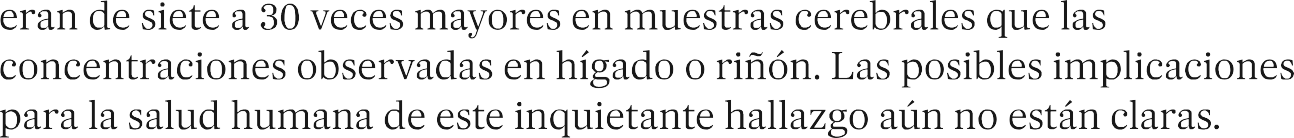 eran de siete a 30 veces mayores en muestras cerebrales que las
concentraciones observadas en hígado o riñón. Las posibles implicaciones
para la salud humana de este inquietante hallazgo aún no están claras.